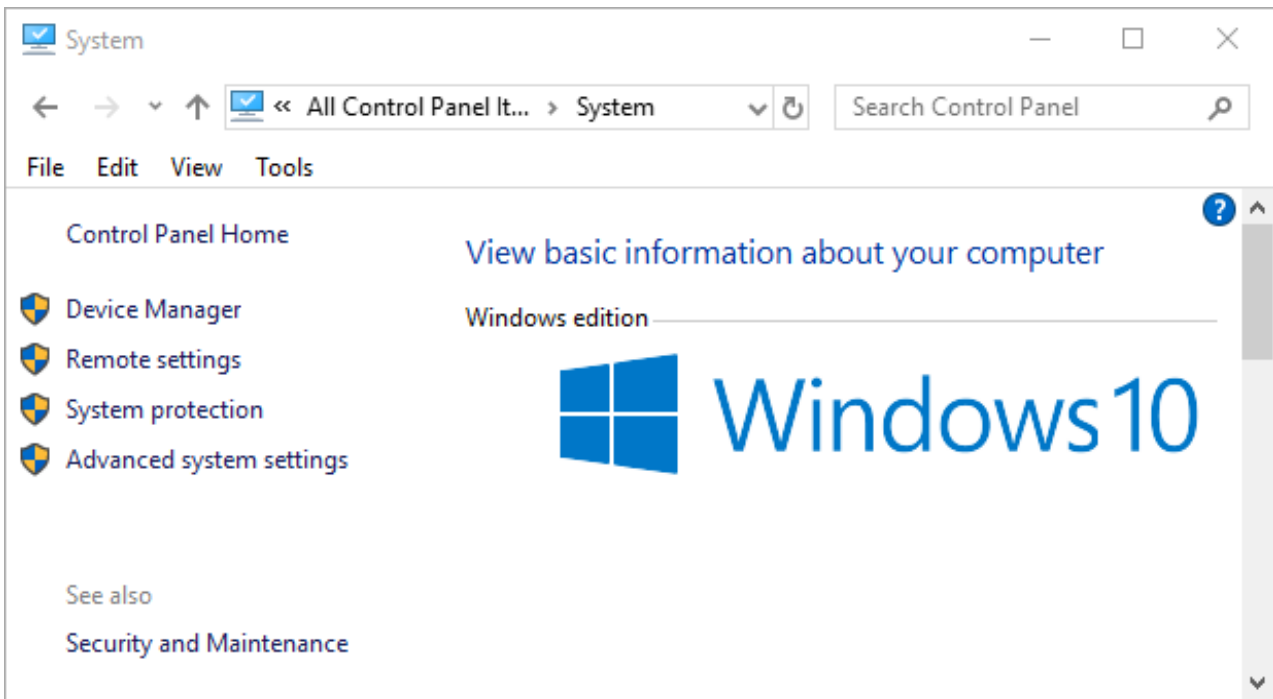 System
« All Control Panel It... › System
Search Control Panel
File Edit View Tools
?
Control Panel Home
Device Manager
Remote settings
System protection
Advanced system settings
See also
Security and Maintenance
View basic information about your computer
Windows edition
Windows 10